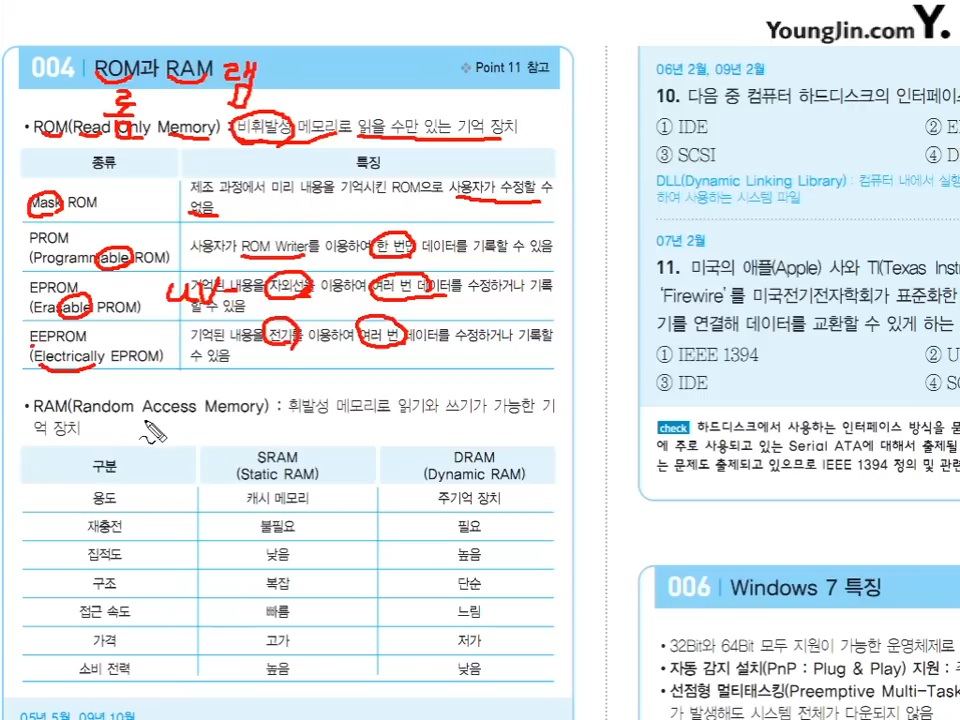 YoungJin.com Y.
004 ROM과 RAM 램
Point 11 참고
롬
• ROM(Read Only Memory) : 비휘발성 메모리로 읽을 수만 있는 기억 장치
종류 특징
Mask ROM 제조 과정에서 미리 내용을 기억시킨 ROM으로 사용자가 수정할 수
없음
PROM
(Programmable ROM) 사용자가 ROM Writer를 이용하여 한 번만 데이터를 기록할 수 있음
EPROM
(Erasable PROM) 기억된 내용을 자외선을 이용하여 여러 번 데이터를 수정하거나 기록
할 수 있음
UV-
EEPROM
(Electrically EPROM) 기억된 내용을 전기를 이용하여 여러 번 데이터를 수정하거나 기록할
수 있음
• RAM(Random Access Memory) : 휘발성 메모리로 읽기와 쓰기가 가능한 기
억 장치
구분 SRAM DRAM
(Static RAM) (Dynamic RAM)
용도 캐시 메모리 주기억 장치
재충전 불필요 필요
집적도 낮음 높음
구조 복잡 단순
접근 속도 빠름 느림
가격 고가 저가
소비 전력 높음 낮음
05년 5월, 09년 10월
06년 2월, 09년 2월
10. 다음 중 컴퓨터 하드디스크의 인터페이스
① IDE ② E
③ SCSI ④ D
DLL(Dynamic Linking Library) : 컴퓨터 내에서 실행
하여 사용하는 시스템 파일
07년 2월
11. 미국의 애플(Apple) 사와 TI(Texas Inst
'Firewire'를 미국전기전자학회가 표준화한
기를 연결해 데이터를 교환할 수 있게 하는
① IEEE 1394 ② U
③ IDE ④ SC
check 하드디스크에서 사용하는 인터페이스 방식을 묻
에 주로 사용되고 있는 Serial ATA에 대해서 출제될
는 문제도 출제되고 있으므로 IEEE 1394 정의 및 관련
006 Windows 7 특징
• 32Bit와 64Bit 모두 지원이 가능한 운영체제로
• 자동 감지 설치(PnP : Plug & Play) 지원 :
• 선점형 멀티태스킹(Preemptive Multi-Task
가 발생해도 시스템 전체가 다운되지 않음